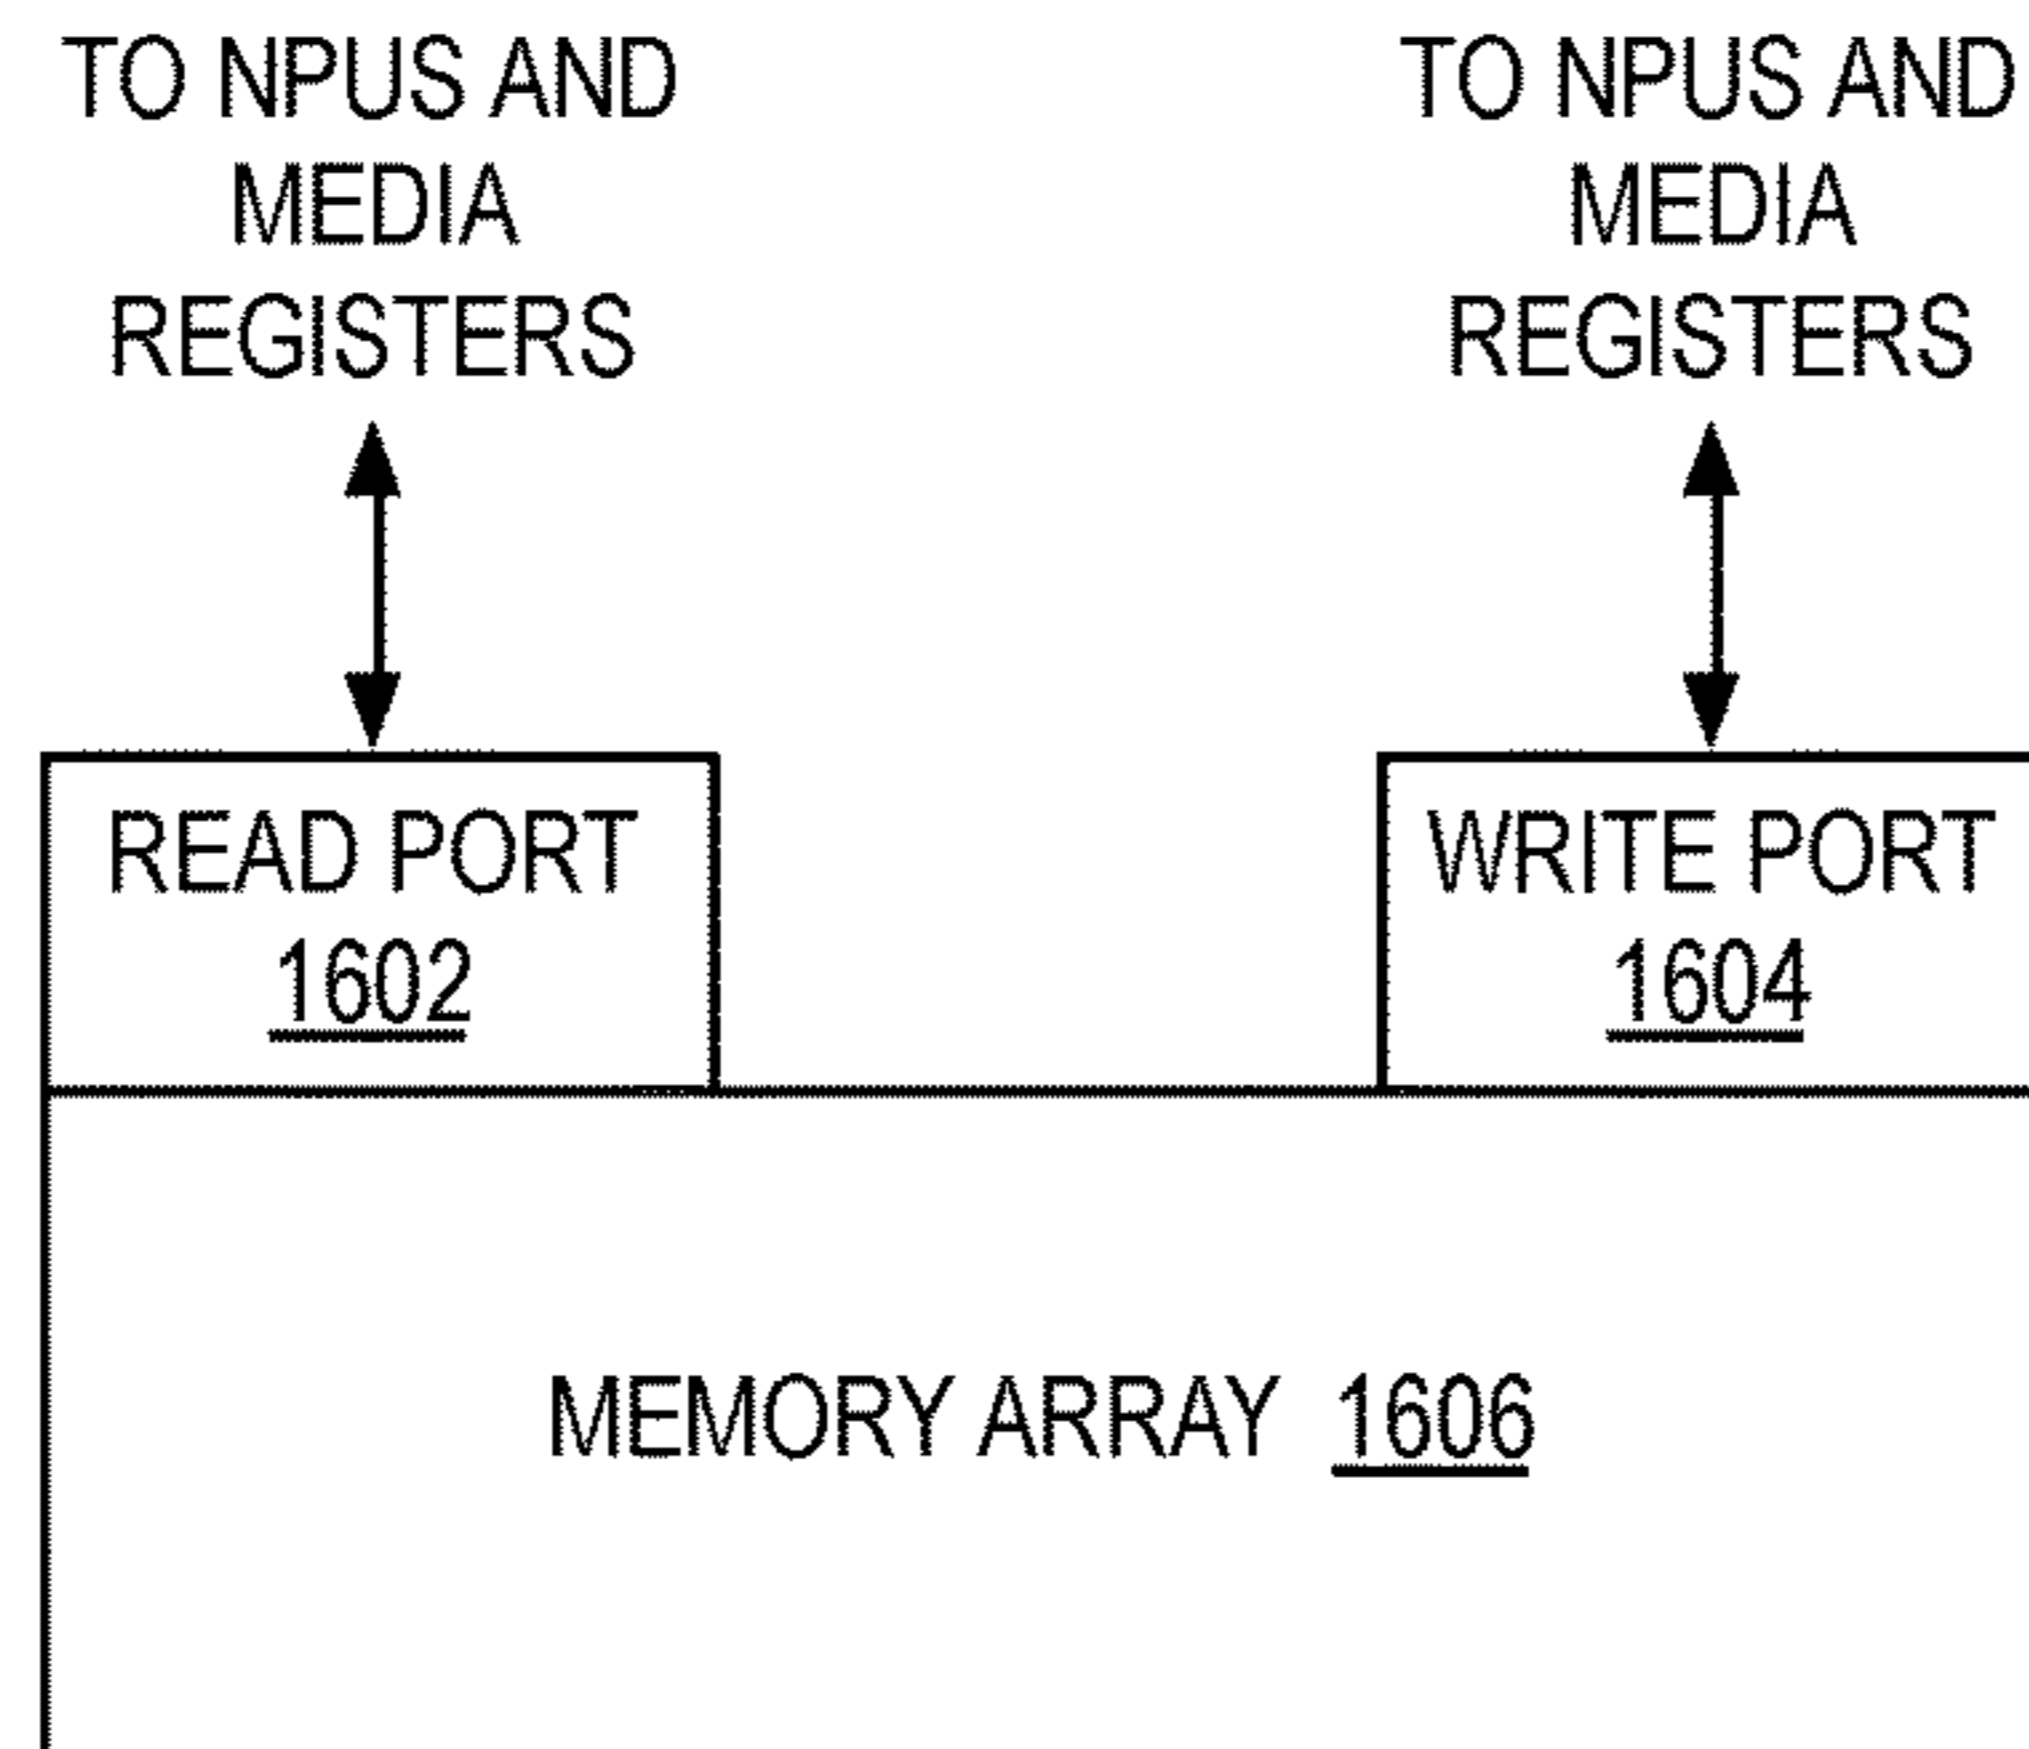 TO NPUS AND
MEDIA
REGISTERS
TO NPUS AND
MEDIA
REGISTERS
READ PORT
1602
WRITE PORT
1604
MEMORY ARRAY 1606